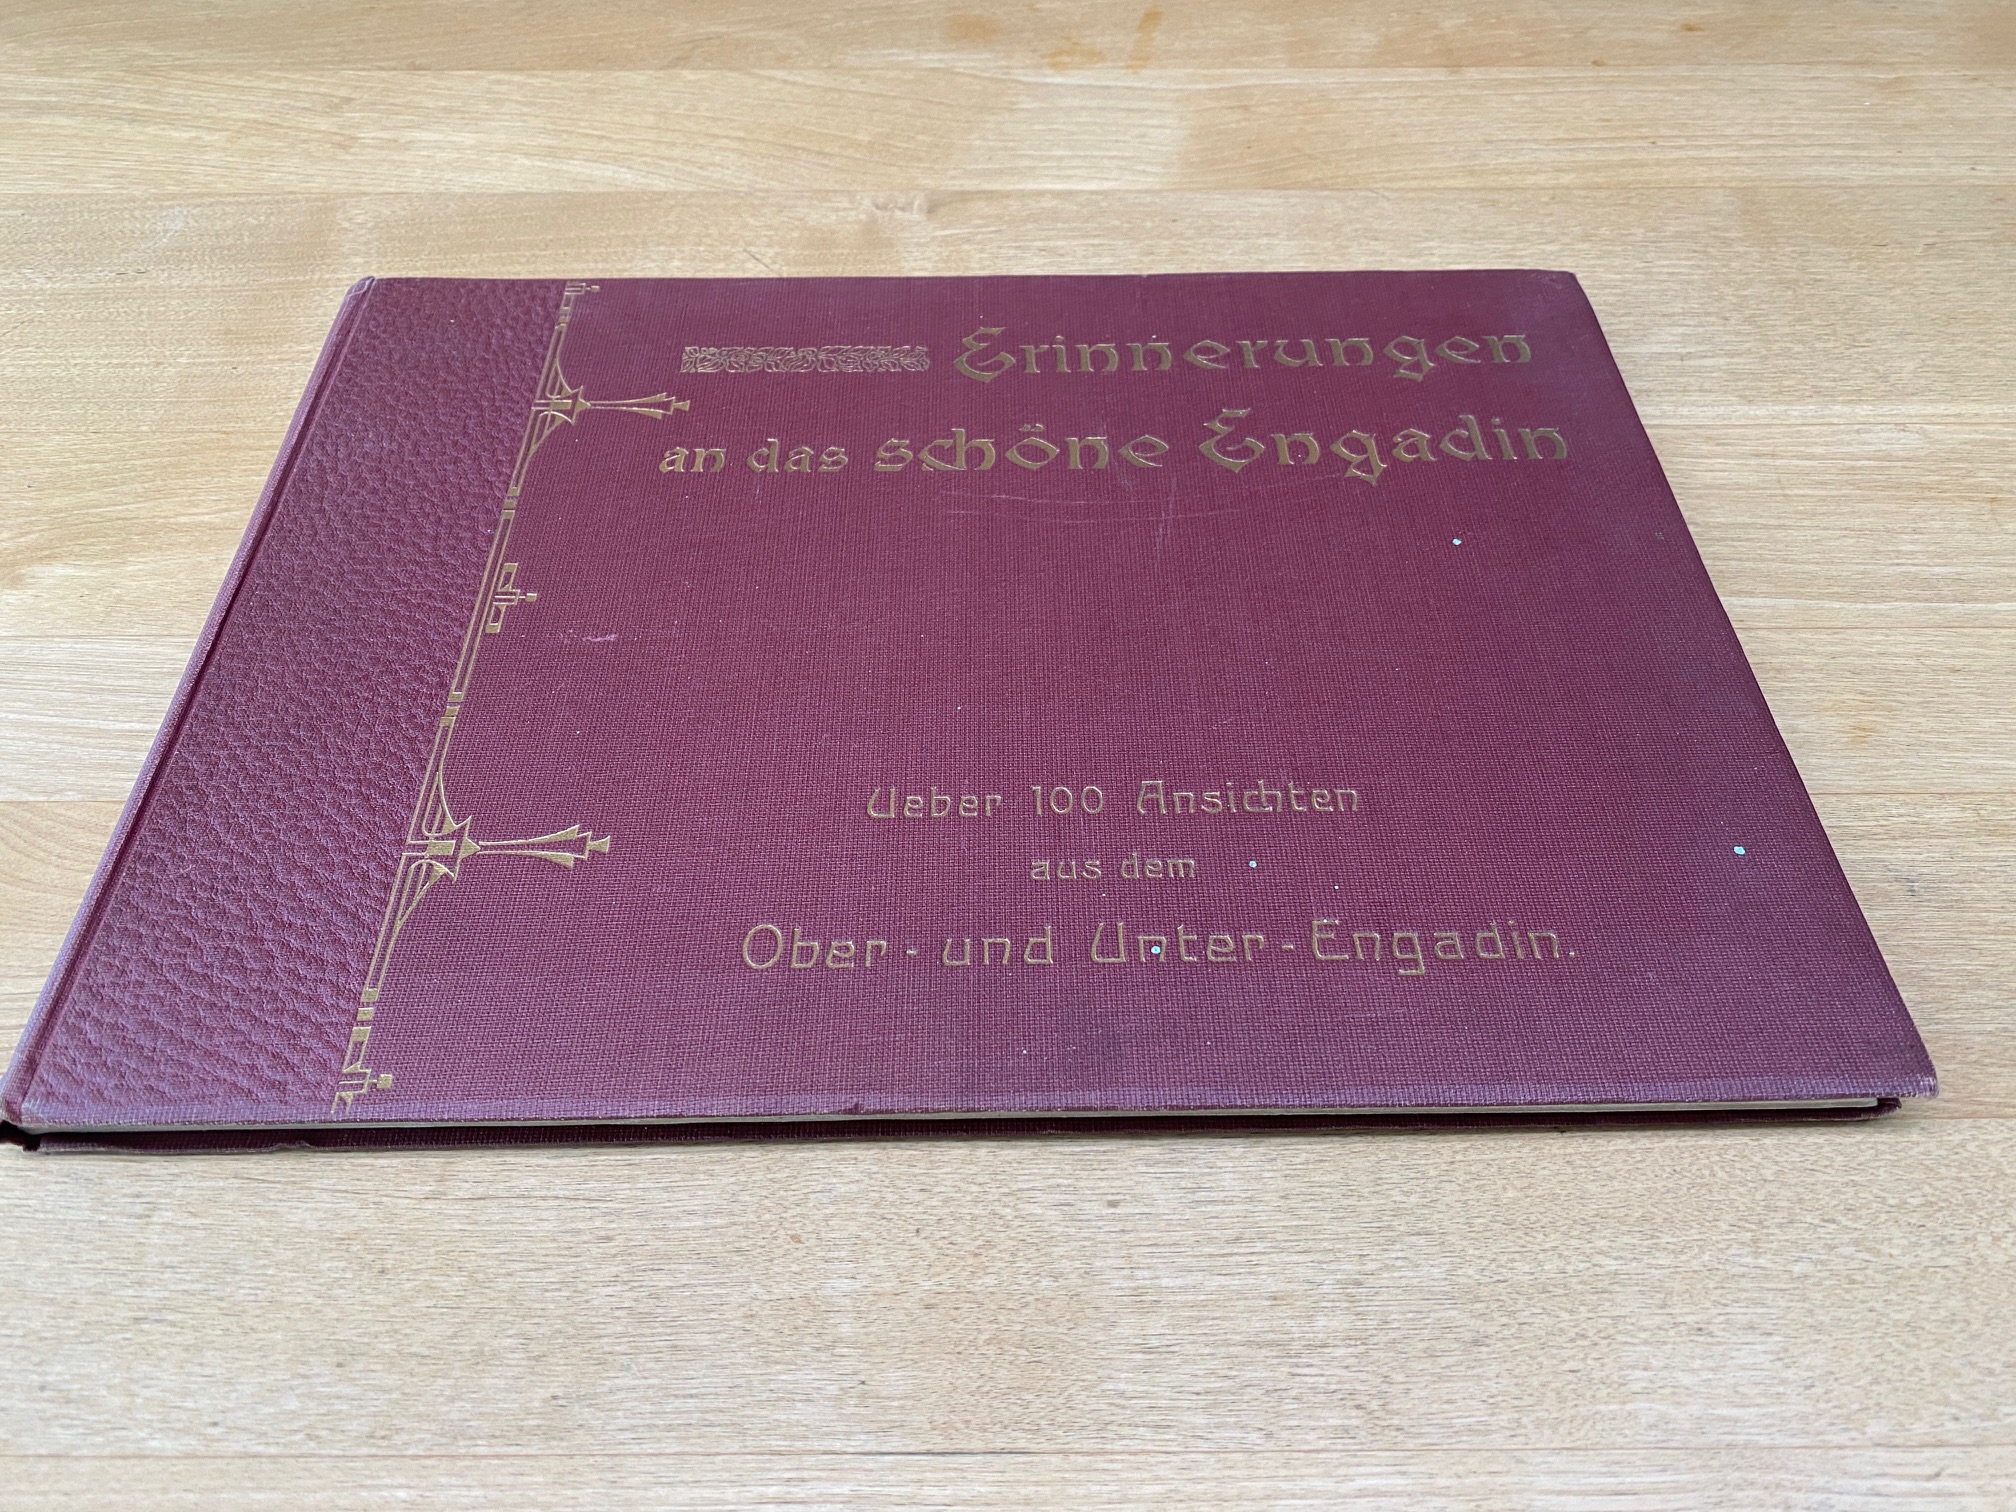 Erinnerungen
an das schöne Engadin
Ueber 100 Ansichten
aus dem
Ober- und Unter-Engadin.